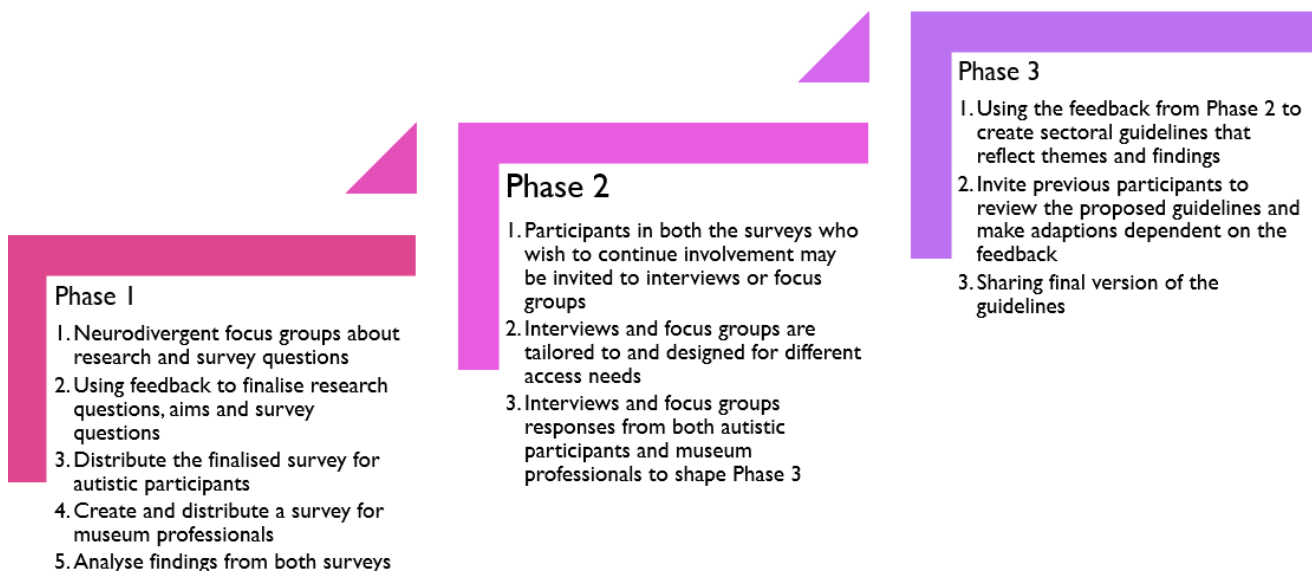 Phase 1
1. Neurodivergent focus groups about
research and survey questions
2. Using feedback to finalise research
questions, aims and survey
questions
3. Distribute the finalised survey for
autistic participants
4. Create and distribute a survey for
museum professionals
5. Analyse findings from both surveys
Phase 2
1. Participants in both the surveys who
wish to continue involvement may
be invited to interviews or focus
groups
2. Interviews and focus groups are
tailored to and designed for different
access needs
3. Interviews and focus groups
responses from both autistic
participants and museum
professionals to shape Phase 3
Phase 3
1. Using the feedback from Phase 2 to
create sectoral guidelines that
reflect themes and findings
2. Invite previous participants to
review the proposed guidelines and
make adaptions dependent on the
feedback
3. Sharing final version of the
guidelines